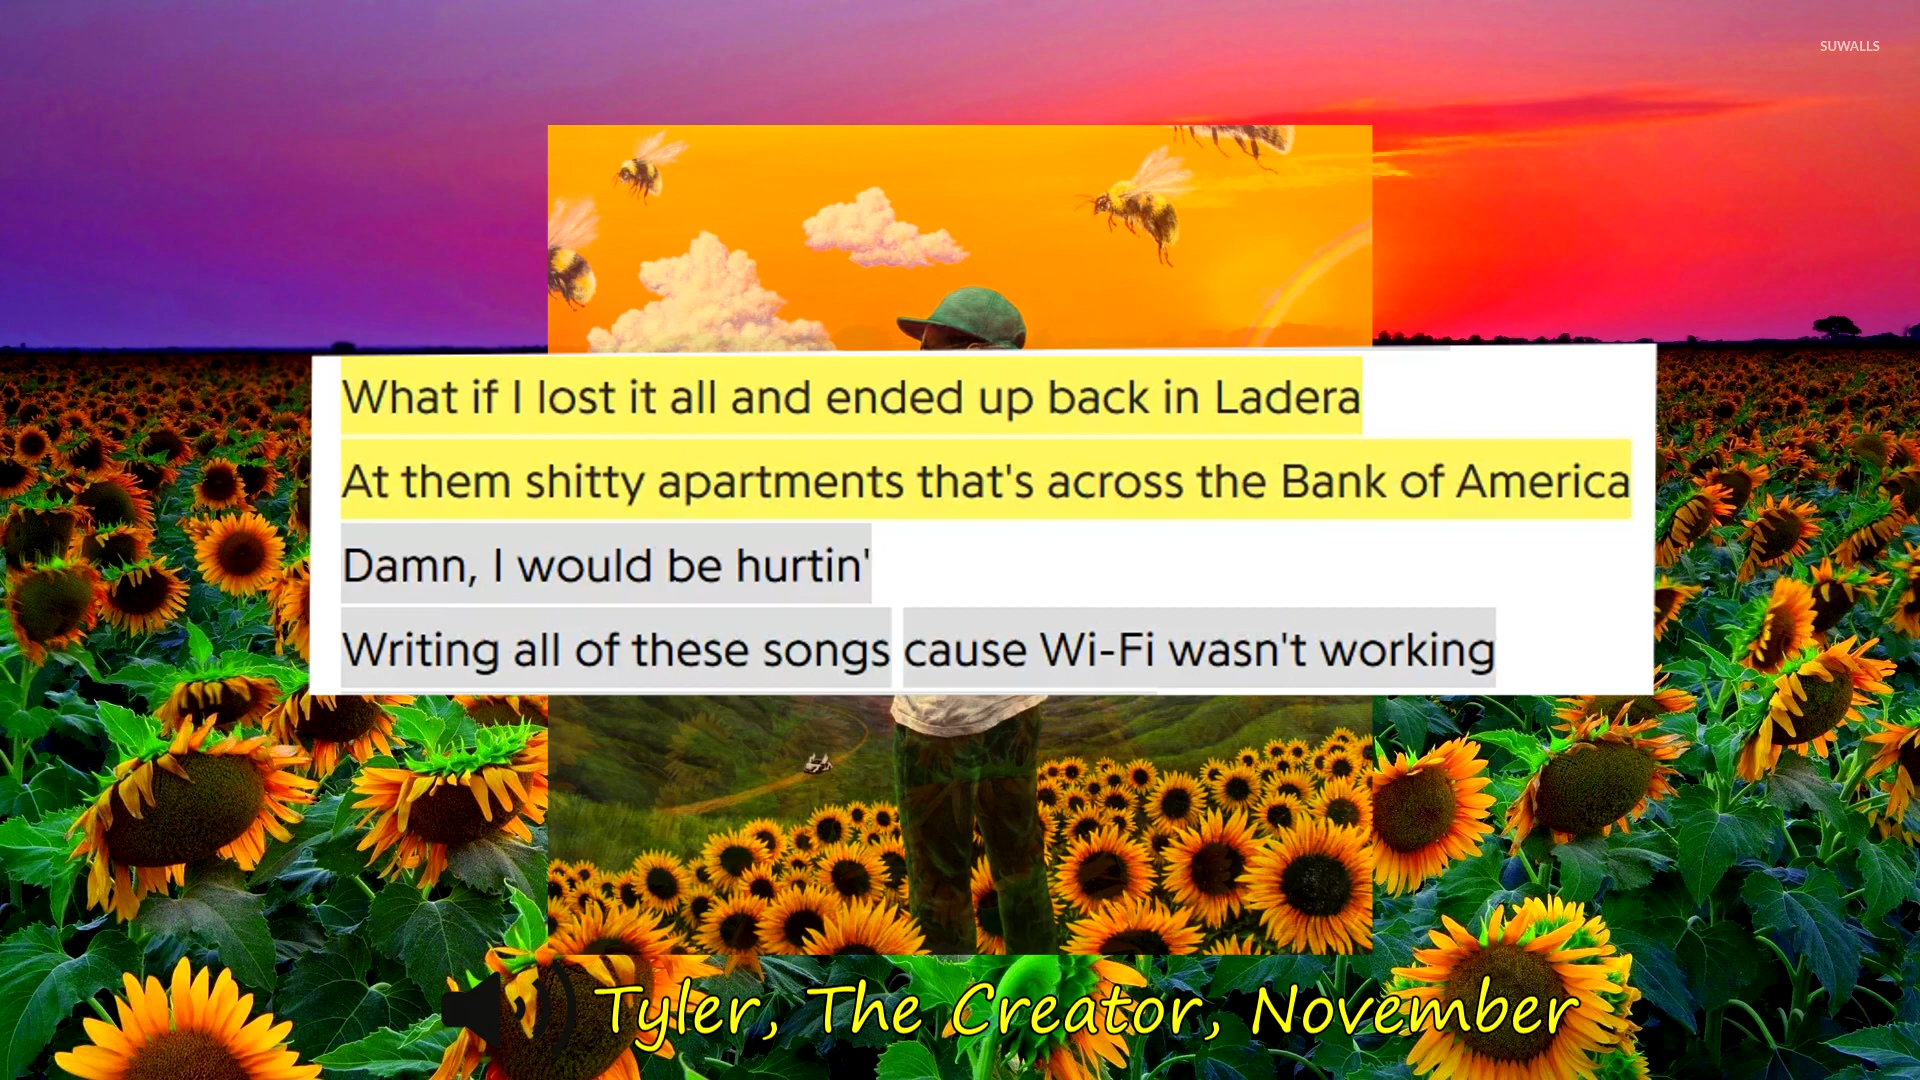 SUWALLS
What if I lost it all and ended up back in Ladera
At them shitty apartments that's across the Bank of America
Damn, I would be hurtin'
Writing all of these songs cause Wi-Fi wasn't working
Tyler, The Creator, November